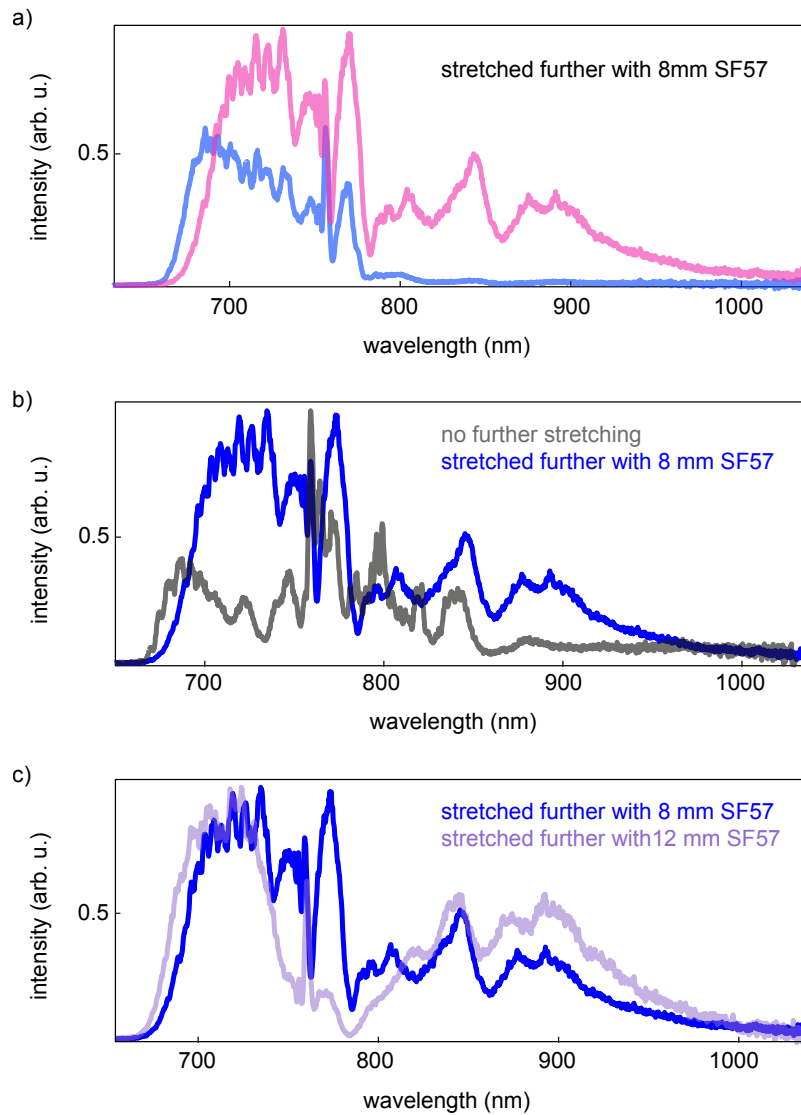 a)
stretched further with 8mm SF57
0.5
intensity (arb. u.)
700
800
900
1000
wavelength (nm)
b)
no further stretching
stretched further with 8 mm SF57
0.5
intensity (arb. u.)
700
800
900
1000
wavelength (nm)
c)
stretched further with 8 mm SF57
stretched further with12 mm SF57
0.5
intensity (arb. u.)
700
800
900
1000
wavelength (nm)